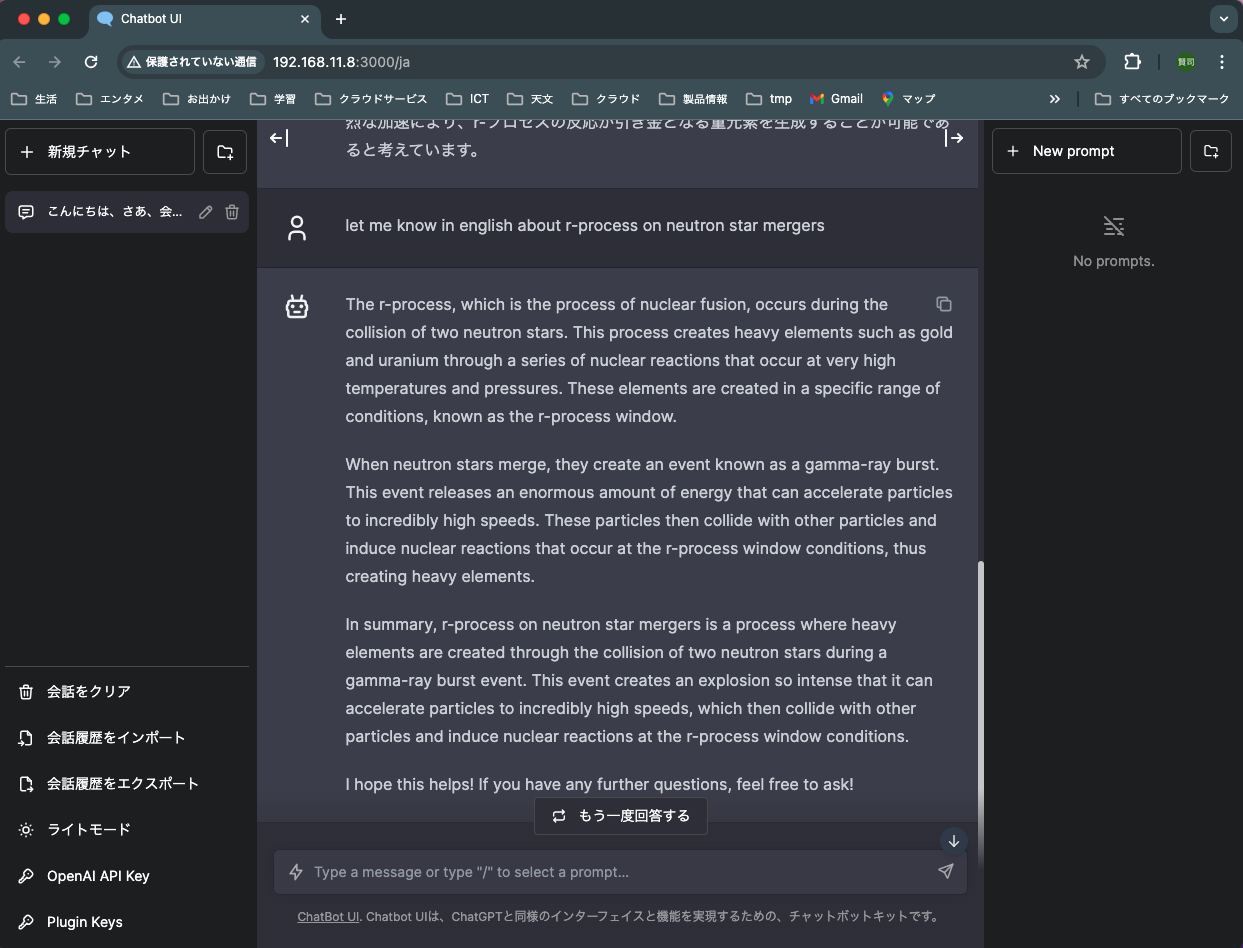 Chatbot UI
保護されていない通信 192.168.11.8:3000/ja
賢司
生活 エンタメ お出かけ 学習 クラウドサービス ICT 天文 クラウド 製品情報 tmp Gmail マップ すべてのブックマーク
新規チャット
こんにちは、さあ、会...
会話をクリア
会話履歴をインポート
会話履歴をエクスポート
ライトモード
OpenAI API Key
Plugin Keys
烈な加速により、r-プロセスの反応が引き金となる重元素を生成することが可能であ
ると考えています。
let me know in english about r-process on neutron star mergers
The r-process, which is the process of nuclear fusion, occurs during the
collision of two neutron stars. This process creates heavy elements such as gold
and uranium through a series of nuclear reactions that occur at very high
temperatures and pressures. These elements are created in a specific range of
conditions, known as the r-process window.
When neutron stars merge, they create an event known as a gamma-ray burst.
This event releases an enormous amount of energy that can accelerate particles
to incredibly high speeds. These particles then collide with other particles and
induce nuclear reactions that occur at the r-process window conditions, thus
creating heavy elements.
In summary, r-process on neutron star mergers is a process where heavy
elements are created through the collision of two neutron stars during a
gamma-ray burst event. This event creates an explosion so intense that it can
accelerate particles to incredibly high speeds, which then collide with other
particles and induce nuclear reactions at the r-process window conditions.
I hope this helps! If you have any further questions, feel free to ask!
もう一度回答する
Type a message or type "/" to select a prompt...
ChatBot UI. Chatbot UIは、ChatGPTと同様のインターフェイスと機能を実現するための、チャットボットキットです。
New prompt
No prompts.